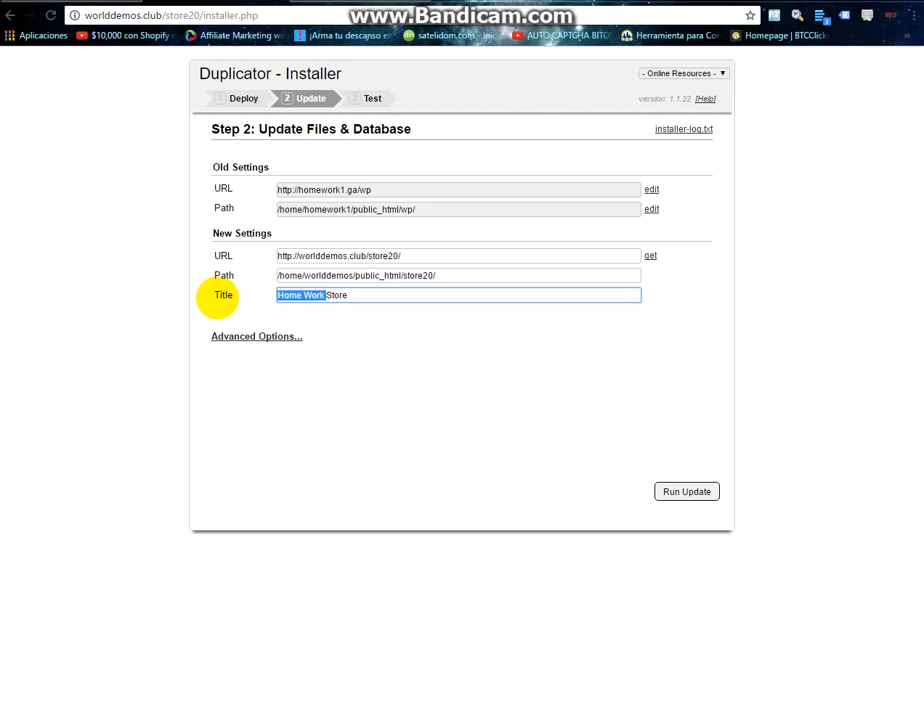 worlddemos.club/store20/installer.php
www.Bandicam.com
Aplicaciones $10,000 con Shopify Affiliate Marketing we ¡Arma tu descanso en satelidom.com - Inic AUTO CAPTCHA BITC Herramienta para Co Homepage | BTCClick »
Duplicator - Installer
- Online Resources -
1 Deploy 2 Update 3 Test
version: 1.1.22 [Help]
Step 2: Update Files & Database
installer-log.txt
Old Settings
URL http://homework1.ga/wp edit
Path /home/homework1/public_html/wp/ edit
New Settings
URL http://worlddemos.club/store20/ get
Path /home/worlddemos/public_html/store20/
Title Home Work Store
Advanced Options...
Run Update